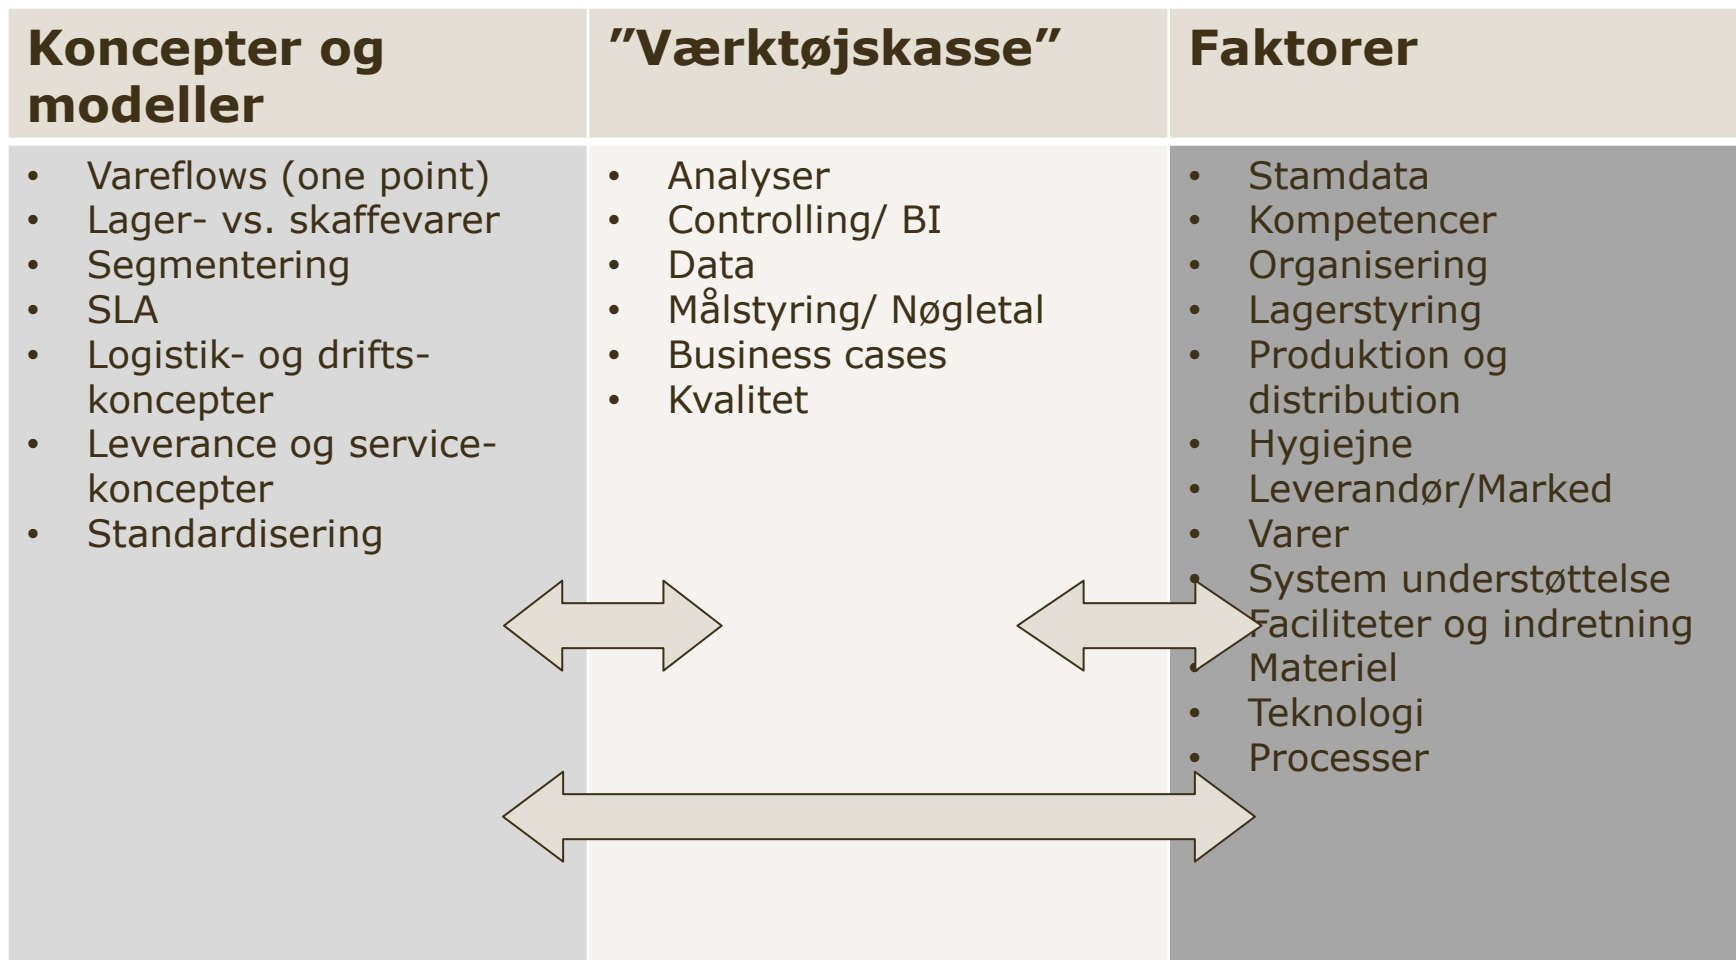 Koncepter og
modeller
”Værktøjskasse”
Faktorer
• Vareflows (one point)
• Lager- vs. skaffevarer
• Segmentering
• SLA
• Logistik- og drifts-
koncepter
• Leverance og service-
koncepter
• Standardisering
• Analyser
• Controlling/ BI
• Data
• Målstyring/ Nøgletal
• Business cases
• Kvalitet
• Stamdata
• Kompetencer
• Organisering
• Lagerstyring
• Produktion og
distribution
• Hygiejne
• Leverandør/Marked
• Varer
• System understøttelse
Faciliteter og indretning
• Materiel
• Teknologi
• Processer